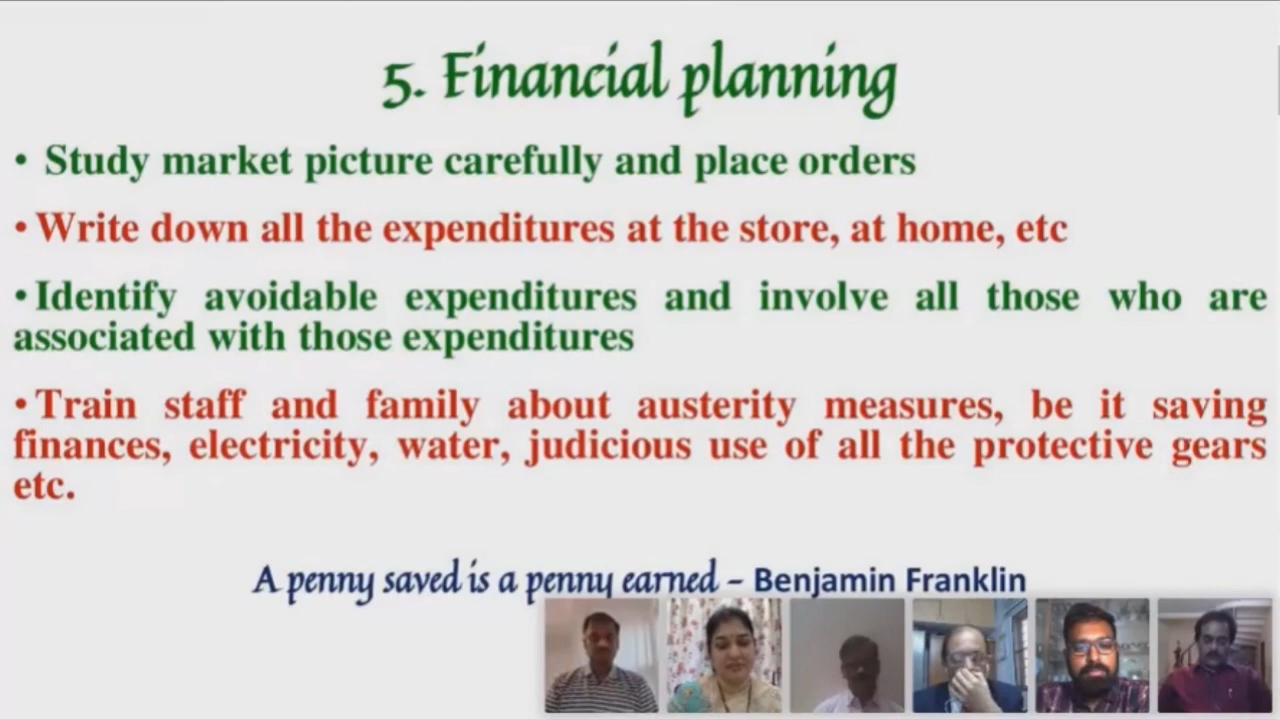 5. Financial planning
• Study market picture carefully and place orders
• Write down all the expenditures at the store, at home, etc
• Identify avoidable expenditures and involve all those who are
associated with those expenditures
• Train staff and family about austerity measures, be it saving
finances, electricity, water, judicious use of all the protective gears
etc.
A penny saved is a penny earned – Benjamin Franklin